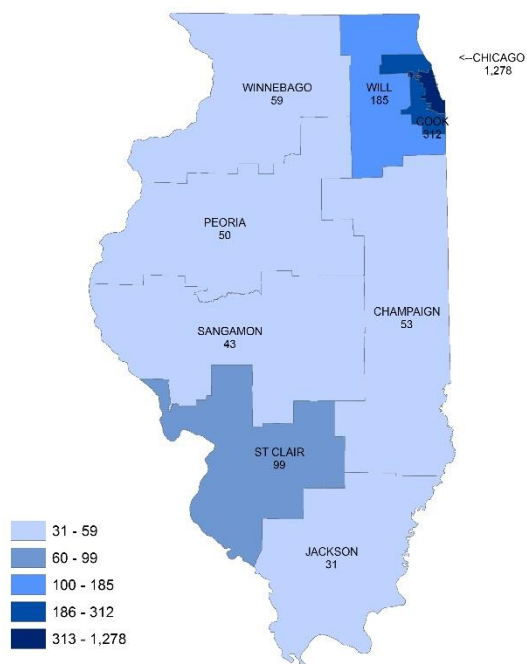 <--CHICAGO
1,278
WINNEBAGO
59
WILL
185
COOK
312
PEORIA
50
CHAMPAIGN
53
SANGAMON
43
ST CLAIR
99
JACKSON
31
31 - 59
60 - 99
100 - 185
186 - 312
313 - 1,278